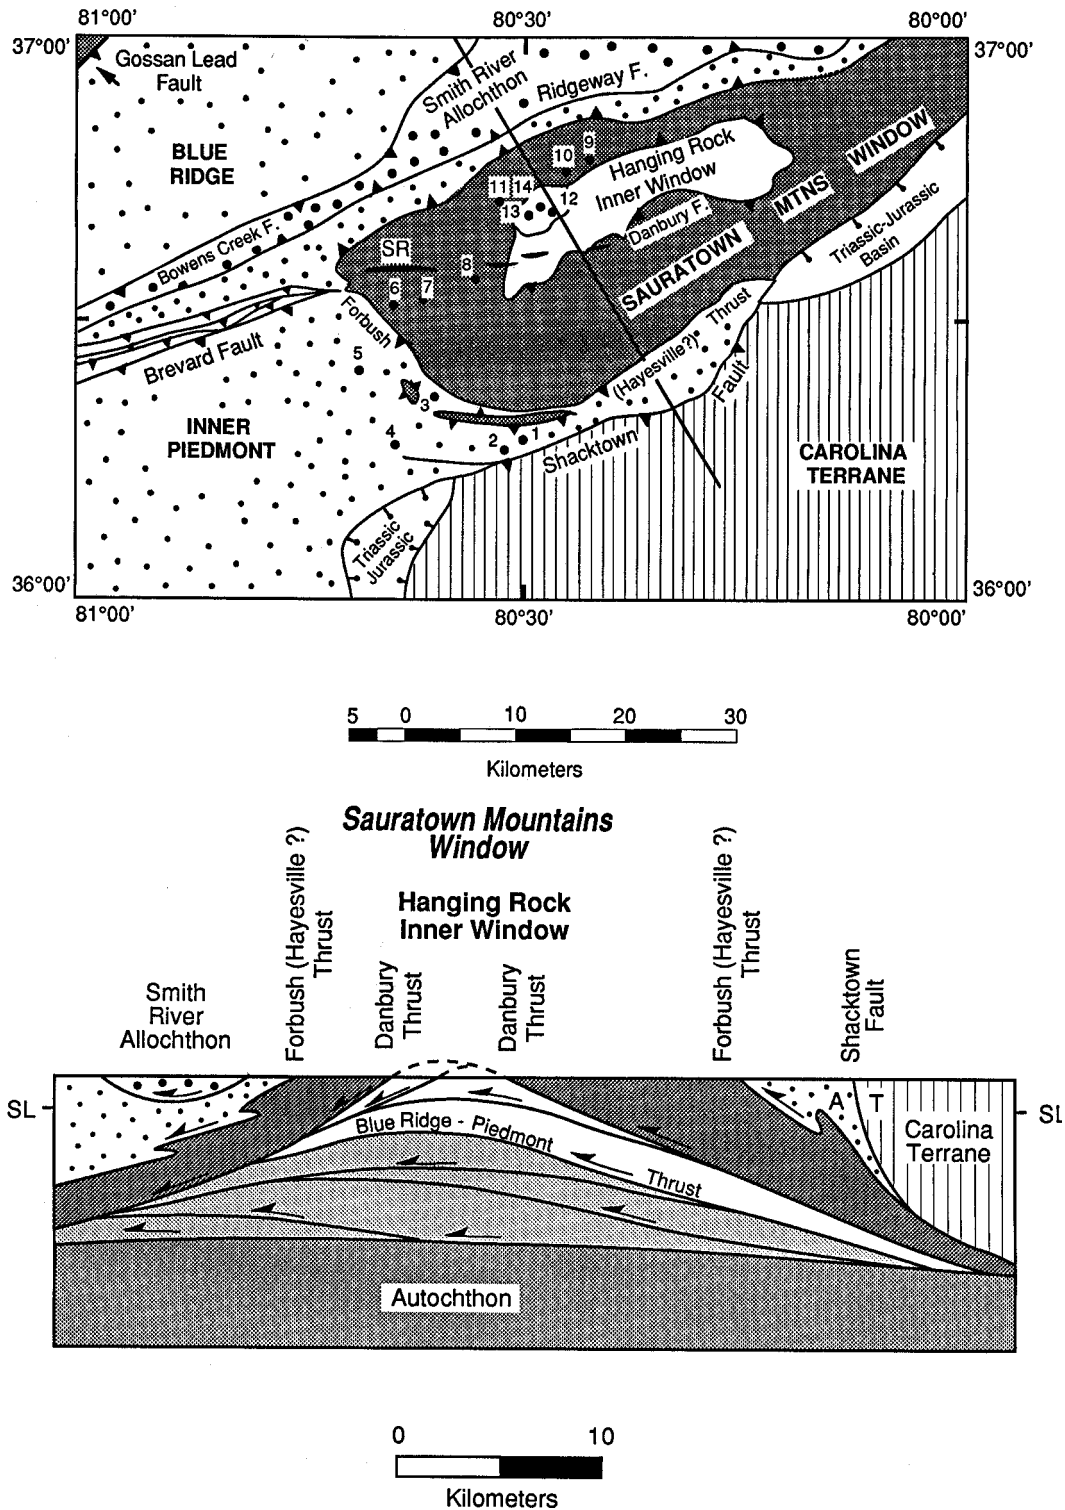 81°00'
80°30'
80°00'
37°00'
37°00'
Gossan Lead
Fault
Smith River
Allochthon
Ridgeway F.
BLUE
RIDGE
9
10
Hanging Rock
Inner Window
WINDOW
11
14
12
13
MTNS
Danbury F.
Triassic-Jurassic
Basin
Bowens Creek F.
SR
8
SAURATOWN
6
7
Forbush
Thrust
(Hayesville?)
Brevard Fault
5
Fault
3
INNER
PIEDMONT
4
2
1
Shacktown
CAROLINA
TERRANE
Triassic
Jurassic
36°00'
36°00'
81°00'
80°30'
80°00'
5
0
10
20
30
Kilometers
Sauratown Mountains
Window
Hanging Rock
Inner Window
Smith
River
Allochthon
Forbush (Hayesville ?)
Thrust
Danbury
Thrust
Danbury
Thrust
Forbush (Hayesville ?)
Thrust
Shacktown
Fault
SL
SL
A
T
Blue Ridge - Piedmont
Thrust
Carolina
Terrane
Autochthon
0
10
Kilometers